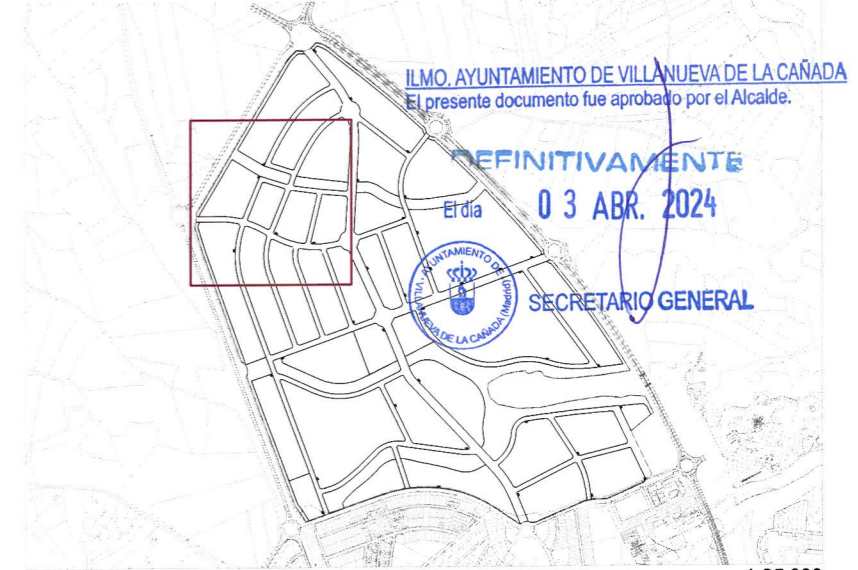 ILMO. AYUNTAMIENTO DE VILLANUEVA DE LA CAÑADA
El presente documento fue aprobado por el Alcalde.
DEFINITIVAMENTE
El día 03 ABR. 2024
AYUNTAMIENTO DE
VILLANUEVA DE LA CAÑADA (Madrid)
SECRETARIO GENERAL